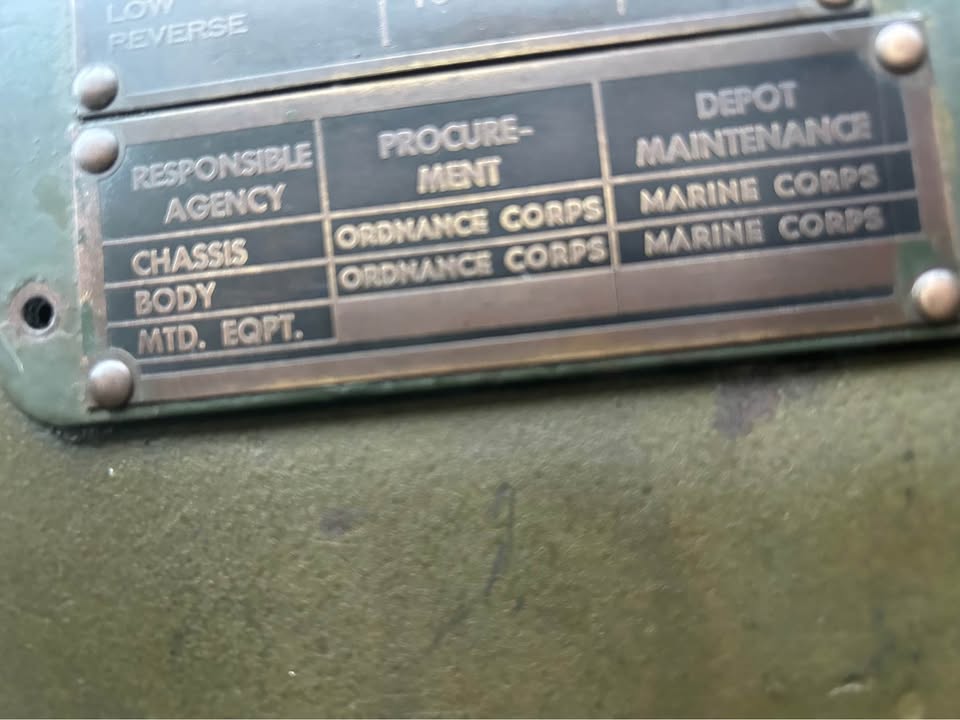 LOW
REVERSE
RESPONSIBLE AGENCY PROCURE-MENT DEPOT MAINTENANCE
CHASSIS ORDNANCE CORPS MARINE CORPS
BODY ORDNANCE CORPS MARINE CORPS
MTD. EQPT.